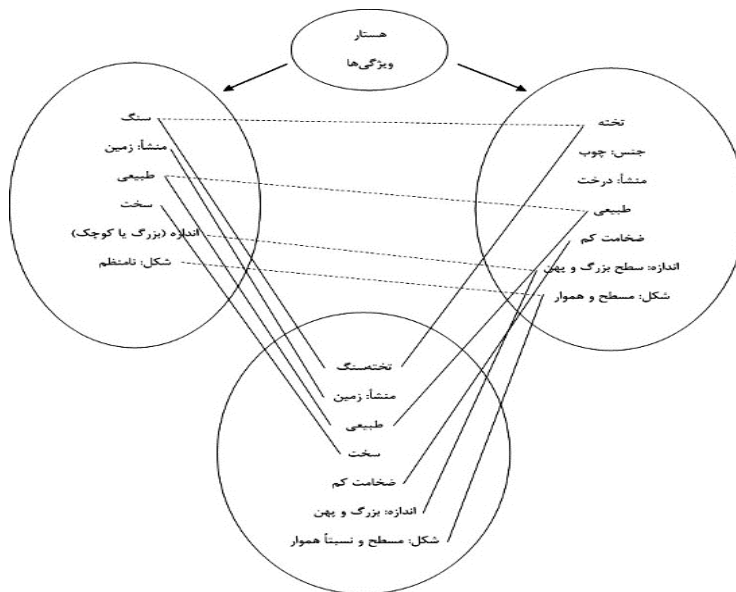 هستار
ویژگی‌ها
تخته
جنس: چوب
منشأ: درخت
طبیعی
ضخامت کم
اندازه: سطح بزرگ و پهن
شکل: مسطح و هموار
سنگ
منشأ: زمین
طبیعی
سخت
اندازه (بزرگ یا کوچک)
شکل: نامنظم
تخته‌سنگ
منشأ: زمین
طبیعی
سخت
ضخامت کم
اندازه: بزرگ و پهن
شکل: مسطح و نسبتاً هموار